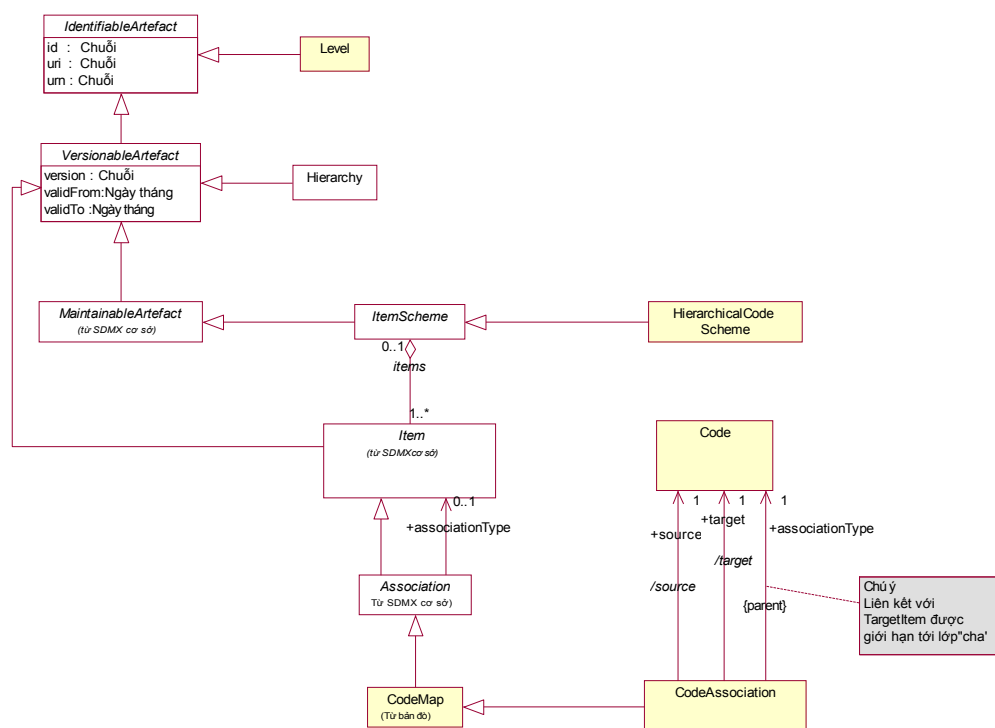 IdentifiableArtefact
id : Chuỗi
uri : Chuỗi
urn : Chuỗi
Level
VersionableArtefact
version : Chuỗi
validFrom:Ngày tháng
validTo :Ngày tháng
Hierarchy
MaintainableArtefact
(từ SDMX cơ sở)
ItemScheme
HierarchicalCode
Scheme
0..1
items
1..*
Item
(từ SDMXcơ sở)
Code
0..1
+associationType
1
1
1
+source
+target
+associationType
/target
/source
{parent}
Chú ý
Liên kết với
TargetItem được
giới hạn tới lớp"cha'
Association
Từ SDMX cơ sở)
CodeMap
(Từ bản đò)
CodeAssociation